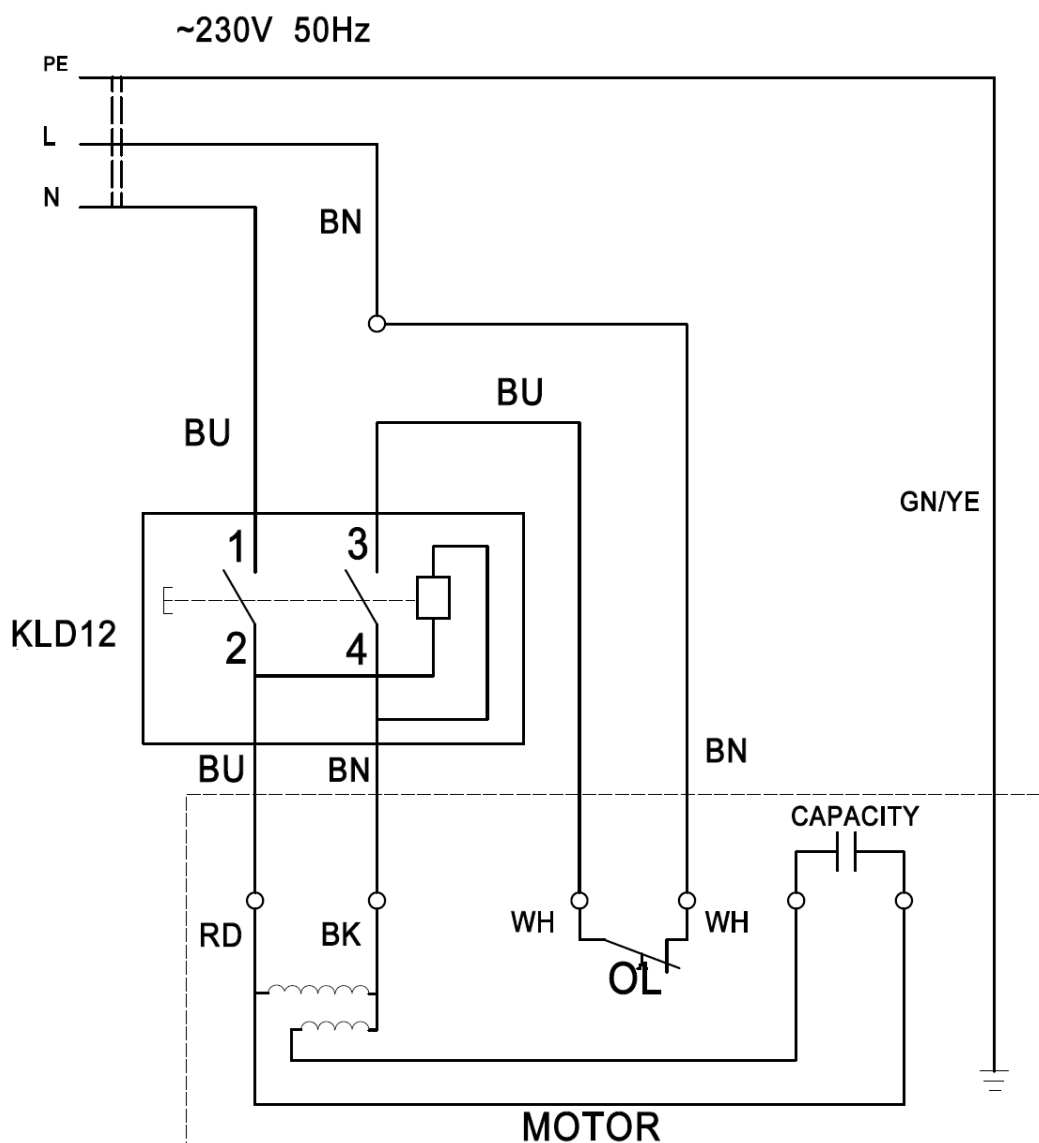 ~230V 50Hz
PE
L
N
BN
BU
BU
GN/YE
1 3
KLD12
2 4
BU BN
BN
CAPACITY
RD BK WH WH
OL
MOTOR